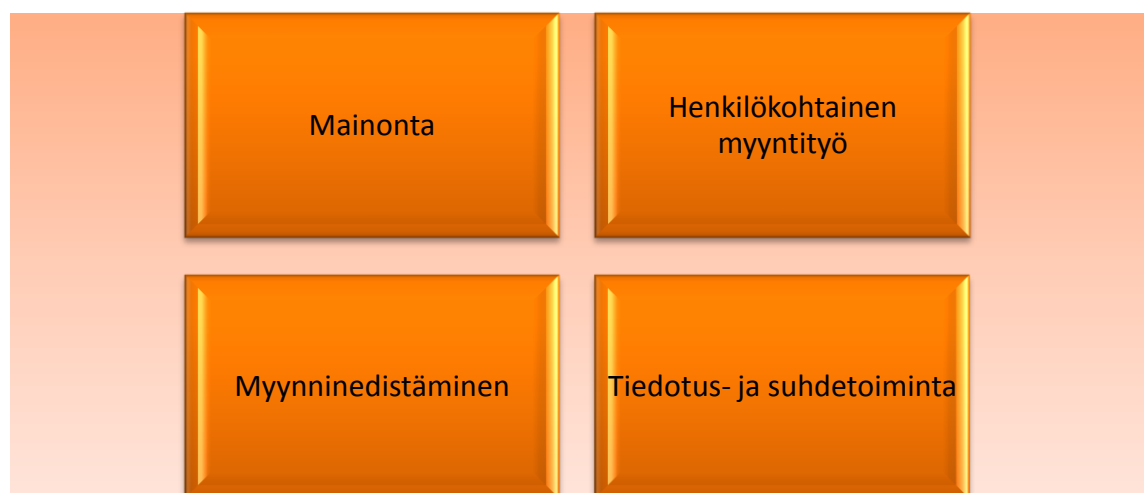 Mainonta
Henkilökohtainen
myyntityö
Myynninedistäminen
Tiedotus- ja suhdetoiminta